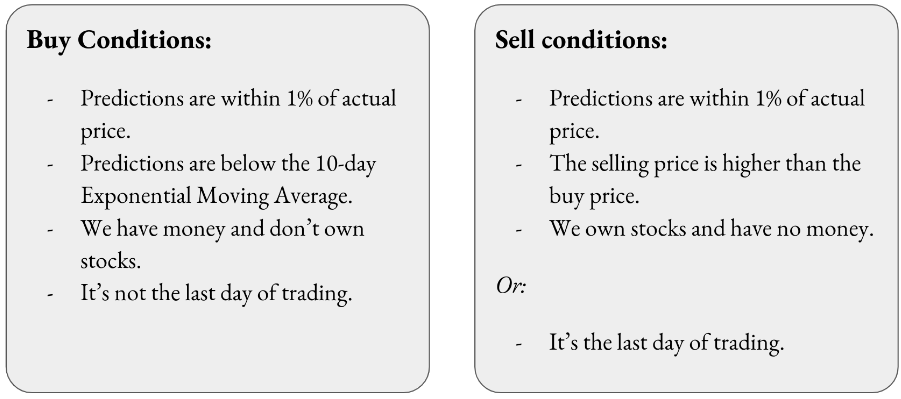 Buy Conditions:
- Predictions are within 1% of actual
price.
- Predictions are below the 10-day
Exponential Moving Average.
- We have money and don’t own
stocks.
- It’s not the last day of trading.
Sell conditions:
- Predictions are within 1% of actual
price.
- The selling price is higher than the
buy price.
- We own stocks and have no money.
Or:
- It’s the last day of trading.